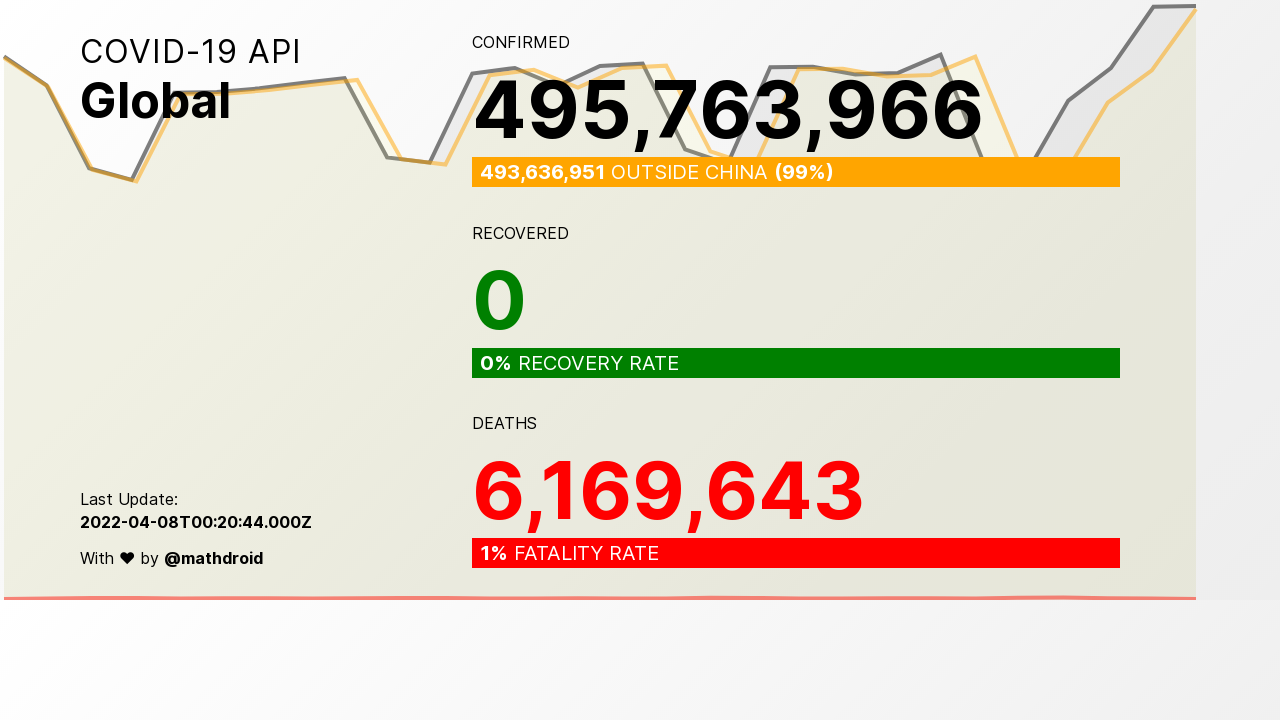 COVID-19 API
Global
CONFIRMED
495,763,966
493,636,951 OUTSIDE CHINA (99%)
RECOVERED
0
0% RECOVERY RATE
DEATHS
6,169,643
1% FATALITY RATE
Last Update:
2022-04-08T00:20:44.000Z
With ♥ by @mathdroid